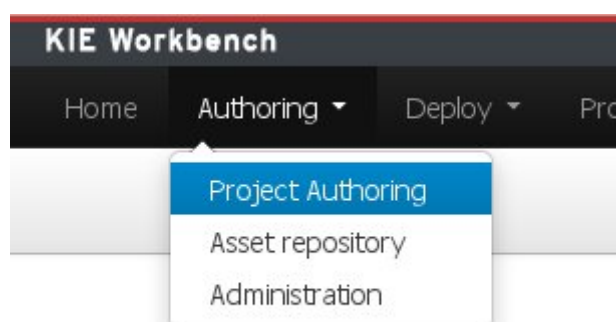 KIE Workbench
Home Authoring Deploy
Project Authoring
Asset repository
Administration